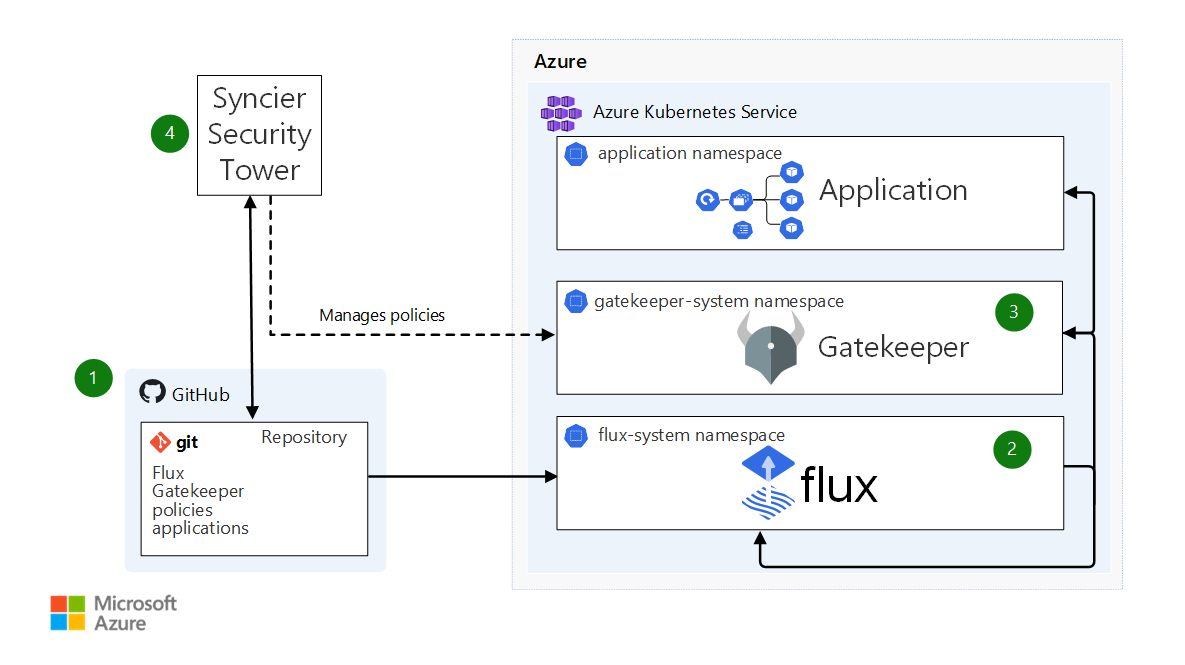 Azure
Azure Kubernetes Service
Syncier
Security
Tower
4
application namespace
Application
Manages policies
gatekeeper-system namespace
3
Gatekeeper
1
GitHub
git
Repository
Flux
Gatekeeper
policies
applications
flux-system namespace
2
flux
Microsoft
Azure